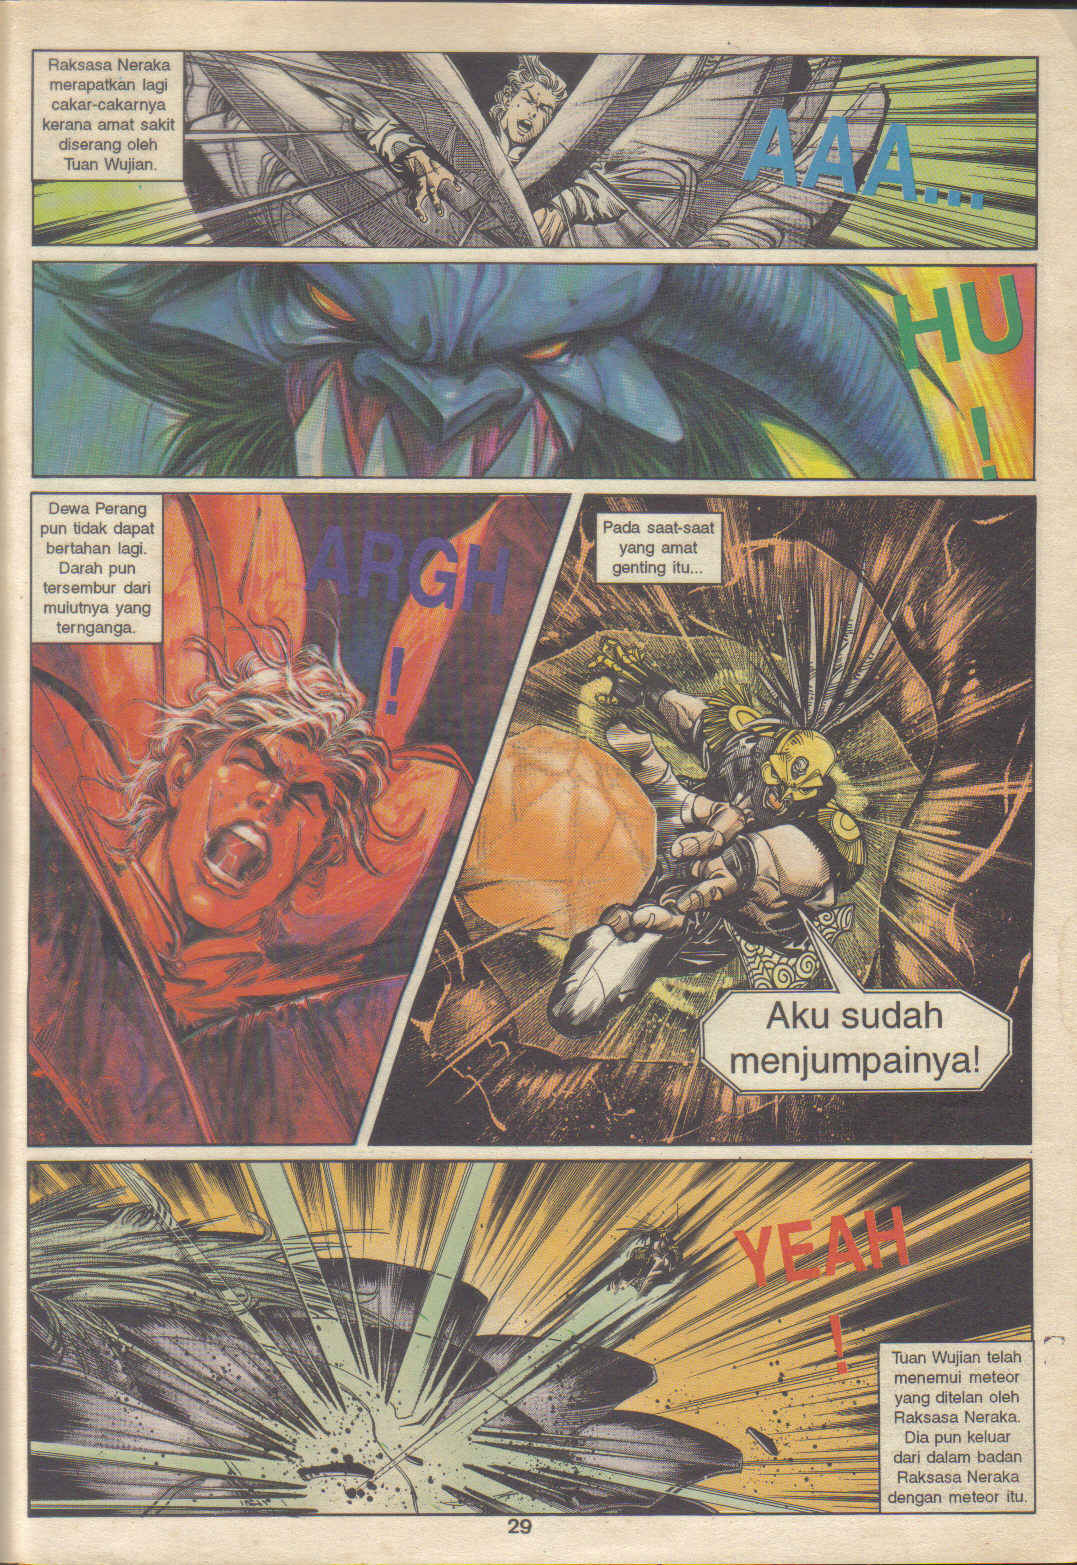 Raksasa Neraka
merapatkan lagi
cakar-cakarnya
kerana amat sakit
diserang oleh
Tuan Wujian.
AAA...
HU
!
Dewa Perang
pun tidak dapat
bertahan lagi.
Darah pun
tersembur dari
mulutnya yang
ternganga.
ARGH
!
Pada saat-saat
yang amat
genting itu...
Aku sudah
menjumpainya!
YEAH
!
Tuan Wujian telah
menemui meteor
yang ditelan oleh
Raksasa Neraka.
Dia pun keluar
dari dalam badan
Raksasa Neraka
dengan meteor itu.
29